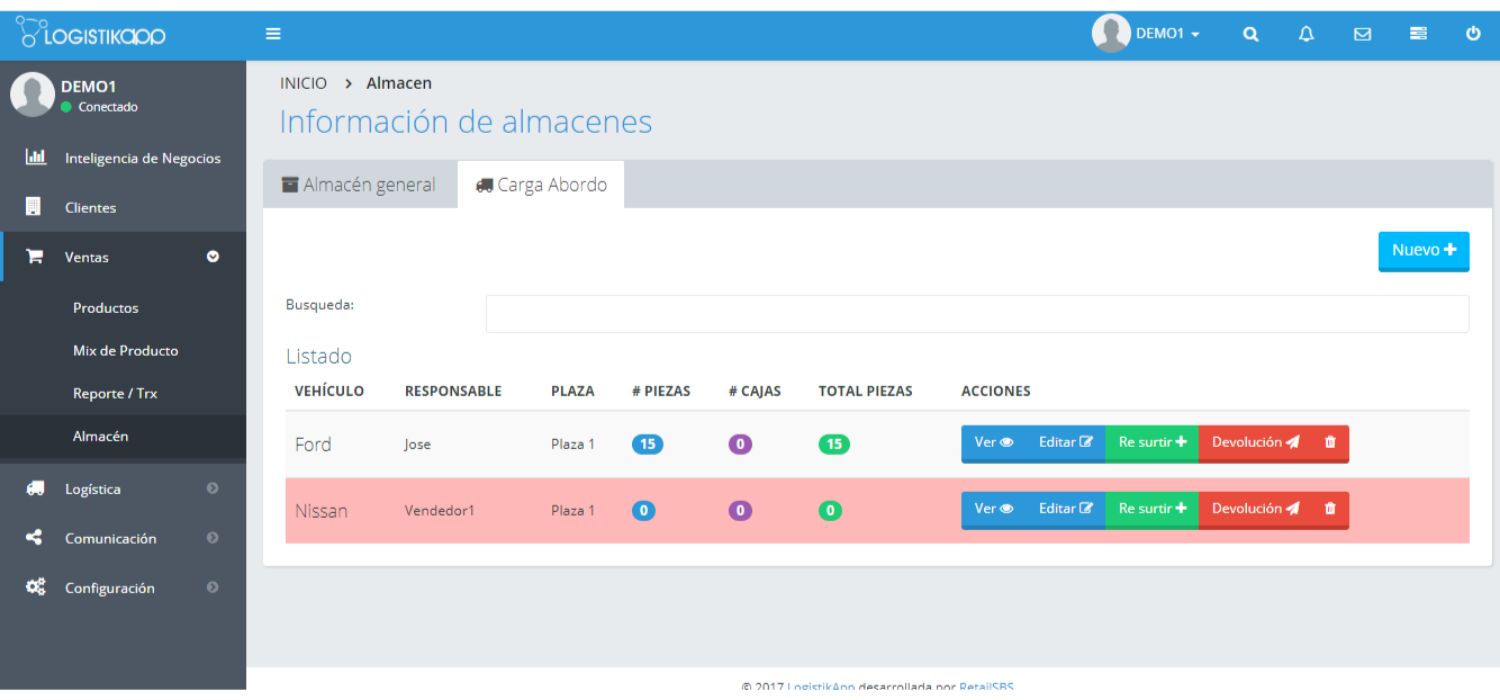 LOGISTIKapp
DEMO1
DEMO1
Conectado
Inteligencia de Negocios
Clientes
Ventas
Productos
Mix de Producto
Reporte / Trx
Almacén
Logística
Comunicación
Configuración
INICIO > Almacen
Información de almacenes
Almacén general Carga Abordo
Nuevo +
Busqueda:
Listado
VEHÍCULO RESPONSABLE PLAZA # PIEZAS # CAJAS TOTAL PIEZAS ACCIONES
Ford Jose Plaza 1 15 0 15 Ver Editar Re surtir + Devolución
Nissan Vendedor1 Plaza 1 0 0 0 Ver Editar Re surtir + Devolución
© 2017 LogistikApp desarrollada por RetailSBS